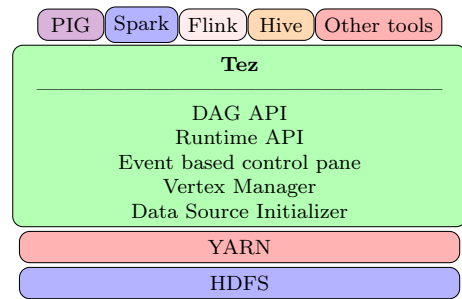 PIG Spark Flink Hive Other tools
Tez
DAG API
Runtime API
Event based control pane
Vertex Manager
Data Source Initializer
YARN
HDFS